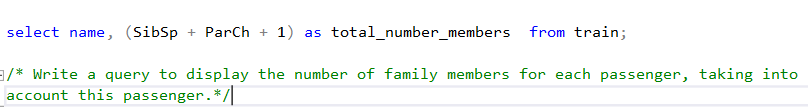 select name, (SibSp + ParCh + 1) as total_number_members  from train;
/* Write a query to display the number of family members for each passenger, taking into
account this passenger.*/